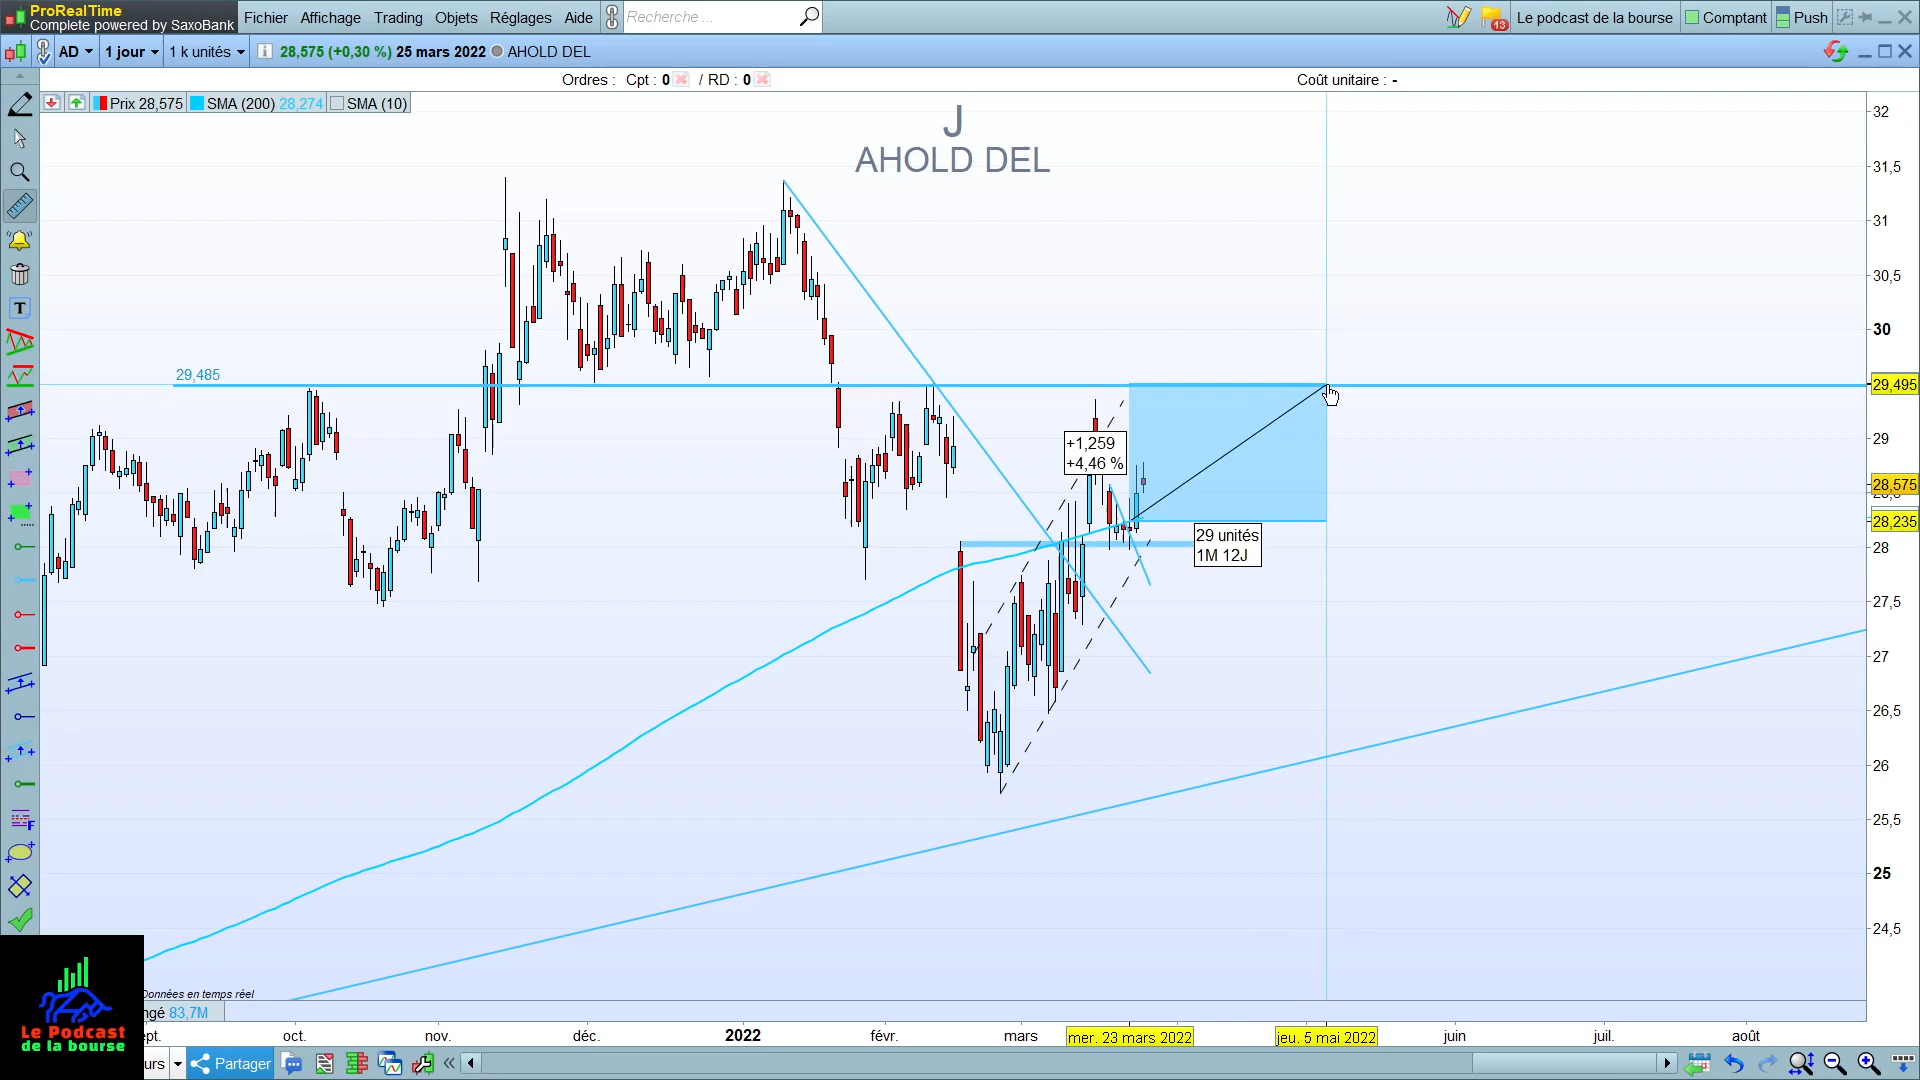 ProRealTime
Complete powered by SaxoBank
Fichier Affichage Trading Objets Réglages Aide
Recherche ...
13
Le podcast de la bourse
Comptant
Push
AD
1 jour
1 k unités
28,575 (+0,30 %) 25 mars 2022 AHOLD DEL
Ordres : Cpt : 0 / RD : 0
Coût unitaire : -
Prix 28,575
SMA (200) 28,274
SMA (10)
J
AHOLD DEL
32
31,5
31
30,5
30
29,485
29,495
29
+1,259
+4,46 %
28,575
28,235
29 unités
1M 12J
28
27,5
27
26,5
26
25,5
25
24,5
Données en temps réel
ngé 83,7M
Le Podcast
de la bourse
pt. oct. nov. déc. 2022 févr. mars mer. 23 mars 2022 jeu. 5 mai 2022 juin juil. août
urs
Partager